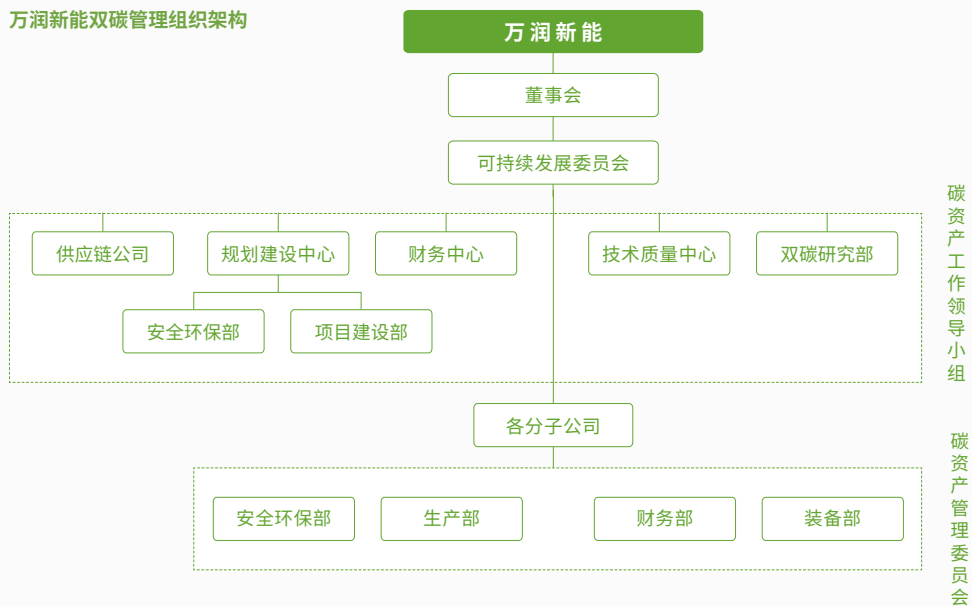 万润新能双碳管理组织架构
万润新能
董事会
可持续发展委员会
供应链公司
规划建设中心
财务中心
技术质量中心
双碳研究部
安全环保部
项目建设部
碳资产工作领导小组
各分子公司
安全环保部
生产部
财务部
装备部
碳资产管理委员会